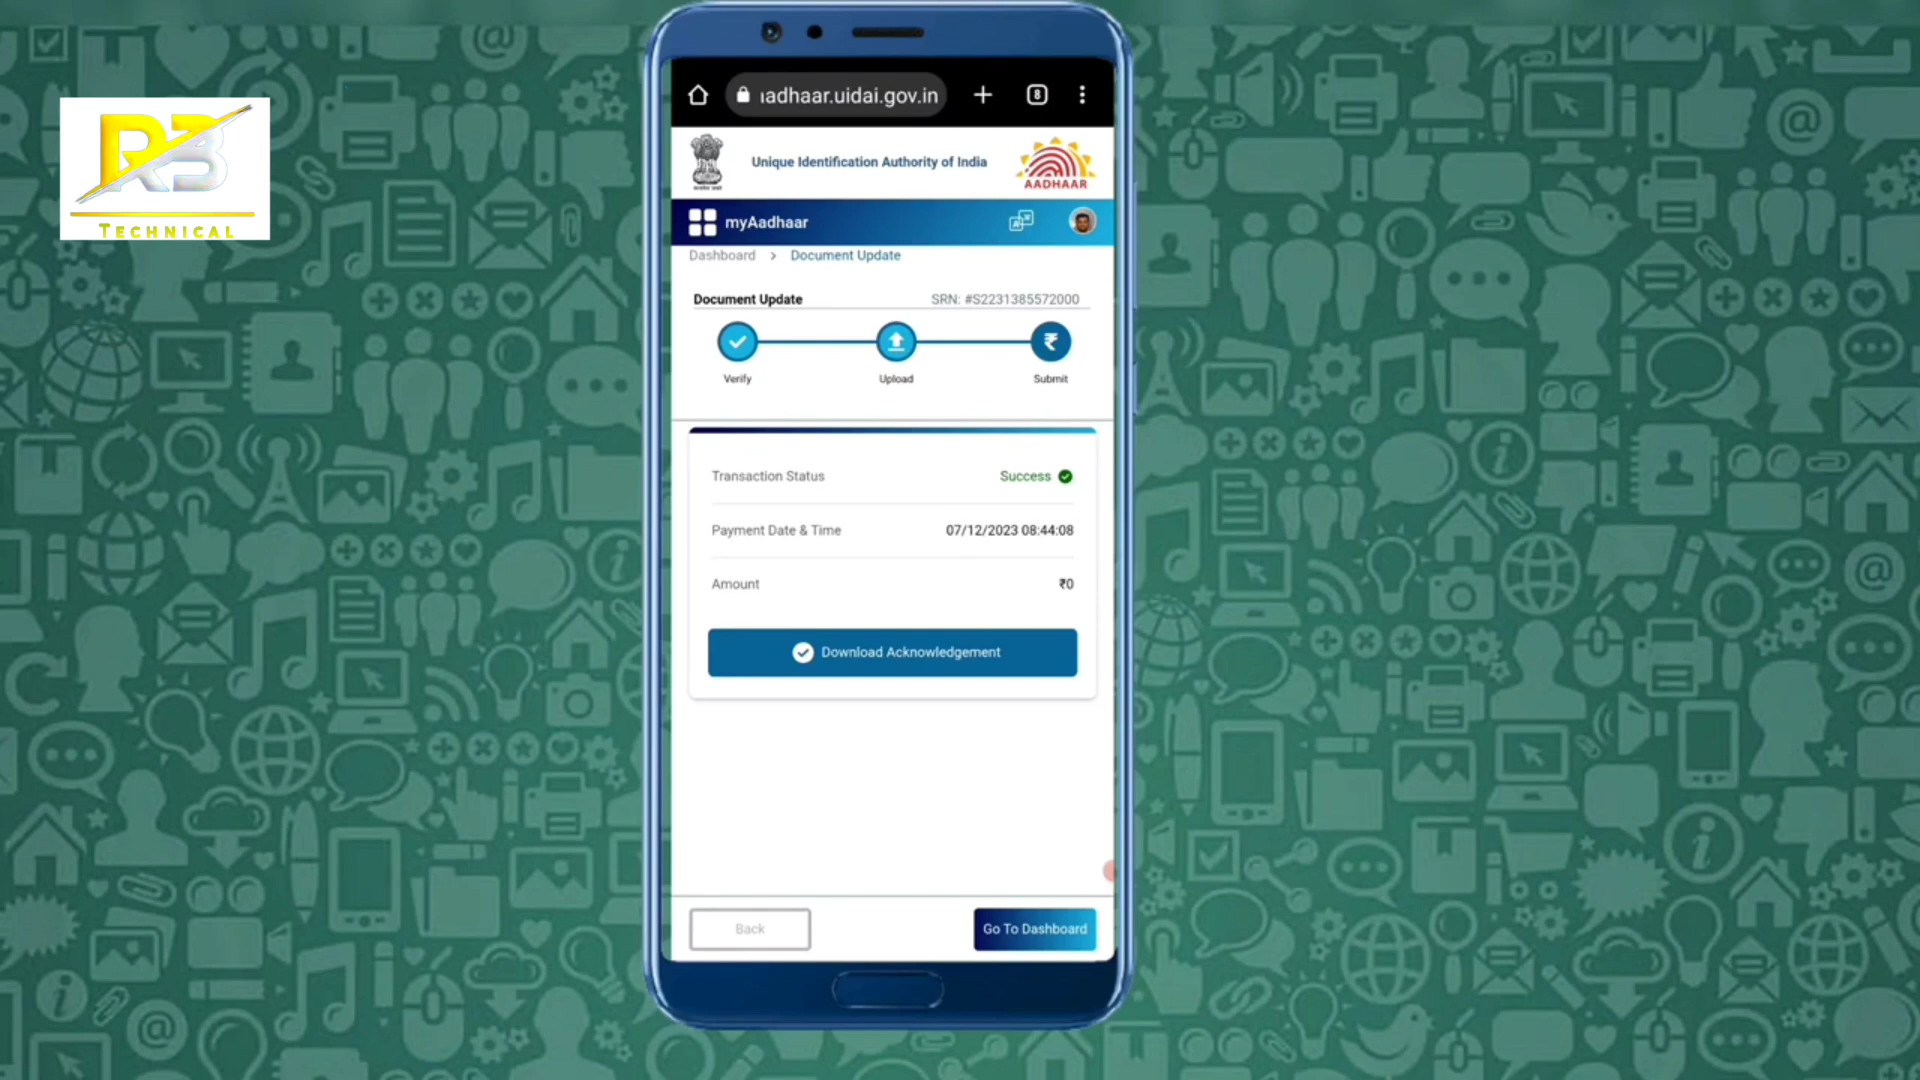 RB
TECHNICAL
ıadhaar.uidai.gov.in
8
Unique Identification Authority of India
AADHAAR
myAadhaar
Dashboard > Document Update
Document Update SRN: #S2231385572000
₹
Verify Upload Submit
Transaction Status Success
Payment Date & Time 07/12/2023 08:44:08
Amount ₹0
Download Acknowledgement
Back Go To Dashboard